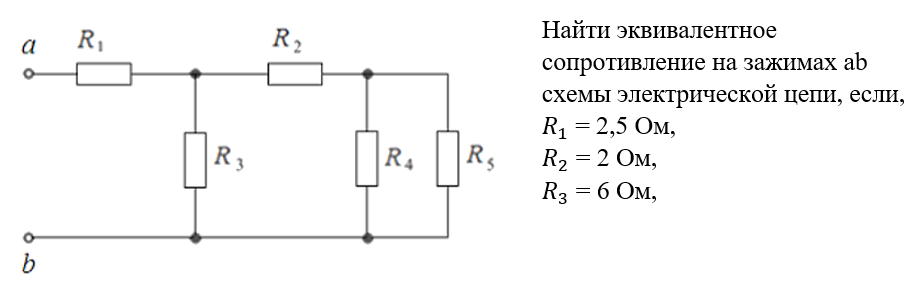 a
R₁
R₂
R₃
R₄
R₅
b
Найти эквивалентное
сопротивление на зажимах ab
схемы электрической цепи, если,
R₁ = 2,5 Ом,
R₂ = 2 Ом,
R₃ = 6 Ом,